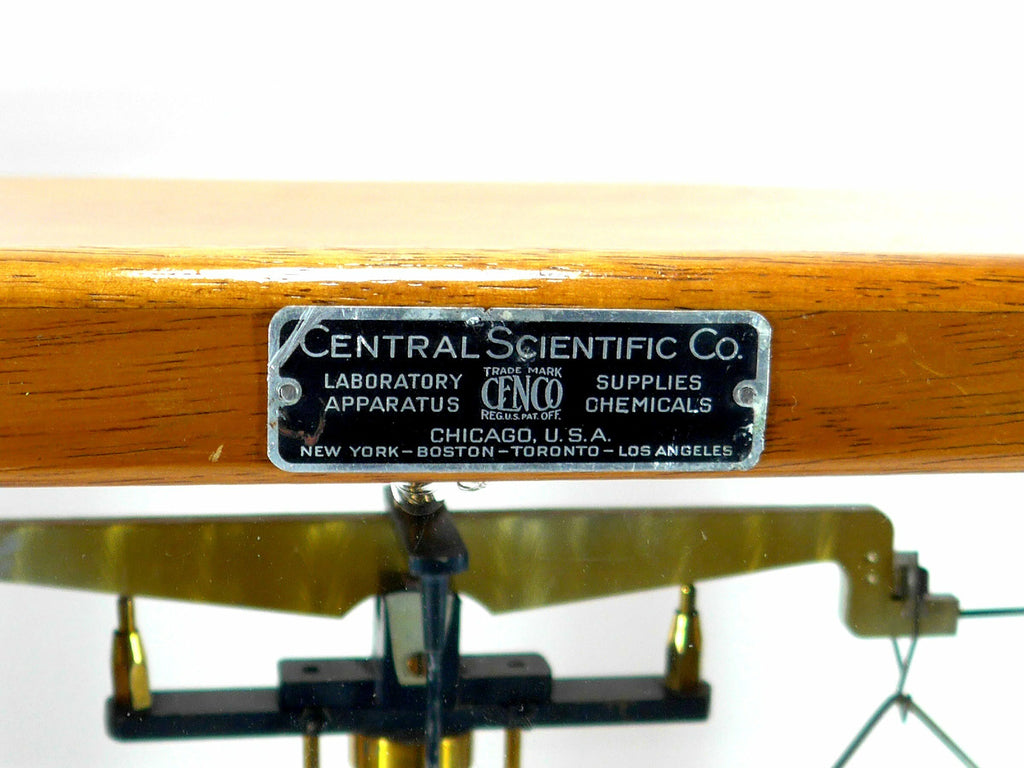 CENTRAL SCIENTIFIC CO.
LABORATORY APPARATUS
TRADE MARK
CENCO
REG. U.S. PAT. OFF.
SUPPLIES
CHEMICALS
CHICAGO, U.S.A.
NEW YORK – BOSTON – TORONTO – LOS ANGELES